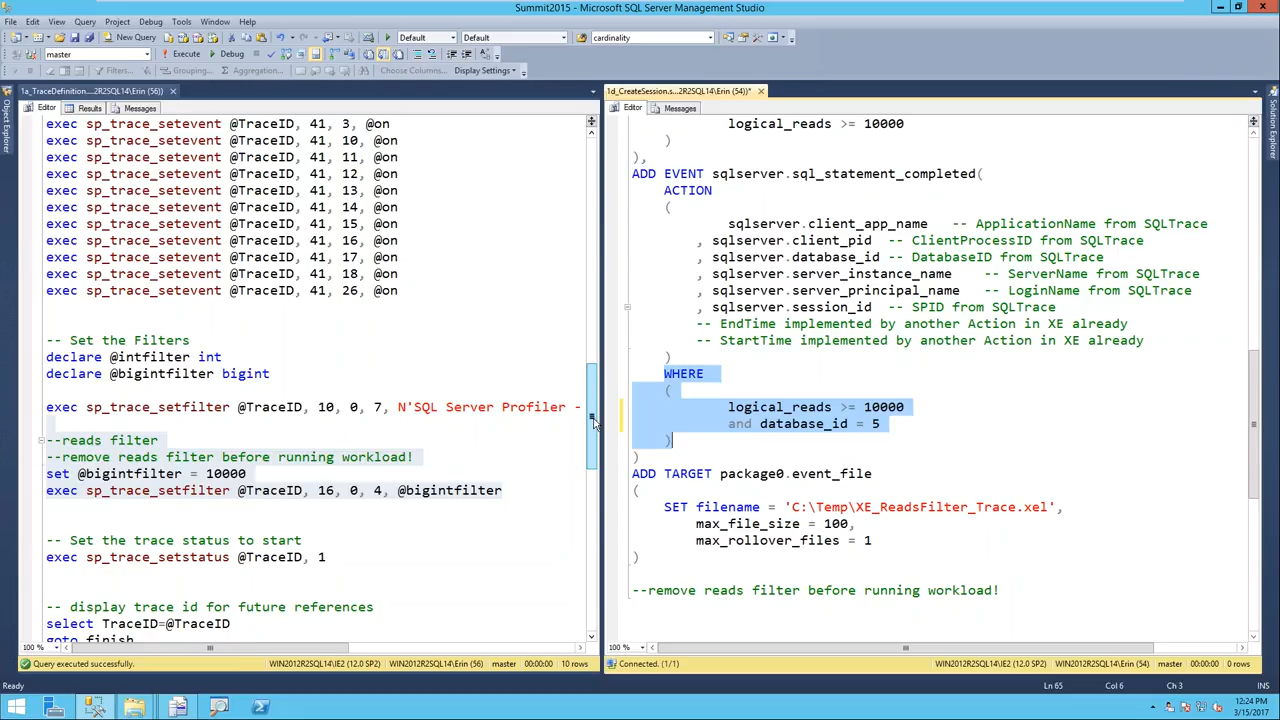 Summit2015 - Microsoft SQL Server Management Studio
File Edit View Query Project Debug Tools Window Help
New Query Default Default cardinality
master Execute Debug
Filters... Grouping... Aggregation... Choose Columns... Display Settings
1a_TraceDefinition....2R2SQL14\Erin (56))
Object Explorer
Editor Results Messages
exec sp_trace_setevent @TraceID, 41, 3, @on
exec sp_trace_setevent @TraceID, 41, 10, @on
exec sp_trace_setevent @TraceID, 41, 11, @on
exec sp_trace_setevent @TraceID, 41, 12, @on
exec sp_trace_setevent @TraceID, 41, 13, @on
exec sp_trace_setevent @TraceID, 41, 14, @on
exec sp_trace_setevent @TraceID, 41, 15, @on
exec sp_trace_setevent @TraceID, 41, 16, @on
exec sp_trace_setevent @TraceID, 41, 17, @on
exec sp_trace_setevent @TraceID, 41, 18, @on
exec sp_trace_setevent @TraceID, 41, 26, @on
-- Set the Filters
declare @intfilter int
declare @bigintfilter bigint
exec sp_trace_setfilter @TraceID, 10, 0, 7, N'SQL Server Profiler -
--reads filter
--remove reads filter before running workload!
set @bigintfilter = 10000
exec sp_trace_setfilter @TraceID, 16, 0, 4, @bigintfilter
-- Set the trace status to start
exec sp_trace_setstatus @TraceID, 1
-- display trace id for future references
select TraceID=@TraceID
goto finish
100 %
Query executed successfully. WIN2012R2SQL14\IE2 (12.0 SP2) WIN2012R2SQL14\Erin (56) master 00:00:00 10 rows
1d_CreateSession.s...2R2SQL14\Erin (54))*
Solution Explorer
Editor Messages
logical_reads >= 10000
)
),
ADD EVENT sqlserver.sql_statement_completed(
ACTION
(
sqlserver.client_app_name -- ApplicationName from SQLTrace
, sqlserver.client_pid -- ClientProcessID from SQLTrace
, sqlserver.database_id -- DatabaseID from SQLTrace
, sqlserver.server_instance_name -- ServerName from SQLTrace
, sqlserver.server_principal_name -- LoginName from SQLTrace
, sqlserver.session_id -- SPID from SQLTrace
-- EndTime implemented by another Action in XE already
-- StartTime implemented by another Action in XE already
)
WHERE
(
logical_reads >= 10000
and database_id = 5
)
)
ADD TARGET package0.event_file
(
SET filename = 'C:\Temp\XE_ReadsFilter_Trace.xel',
max_file_size = 100,
max_rollover_files = 1
)
--remove reads filter before running workload!
100 %
Connected. (1/1) WIN2012R2SQL14\IE2 (12.0 SP2) WIN2012R2SQL14\Erin (54) master 00:00:00 0 rows
Ready Ln 65 Col 6 Ch 3 INS
12:24 PM
3/15/2017